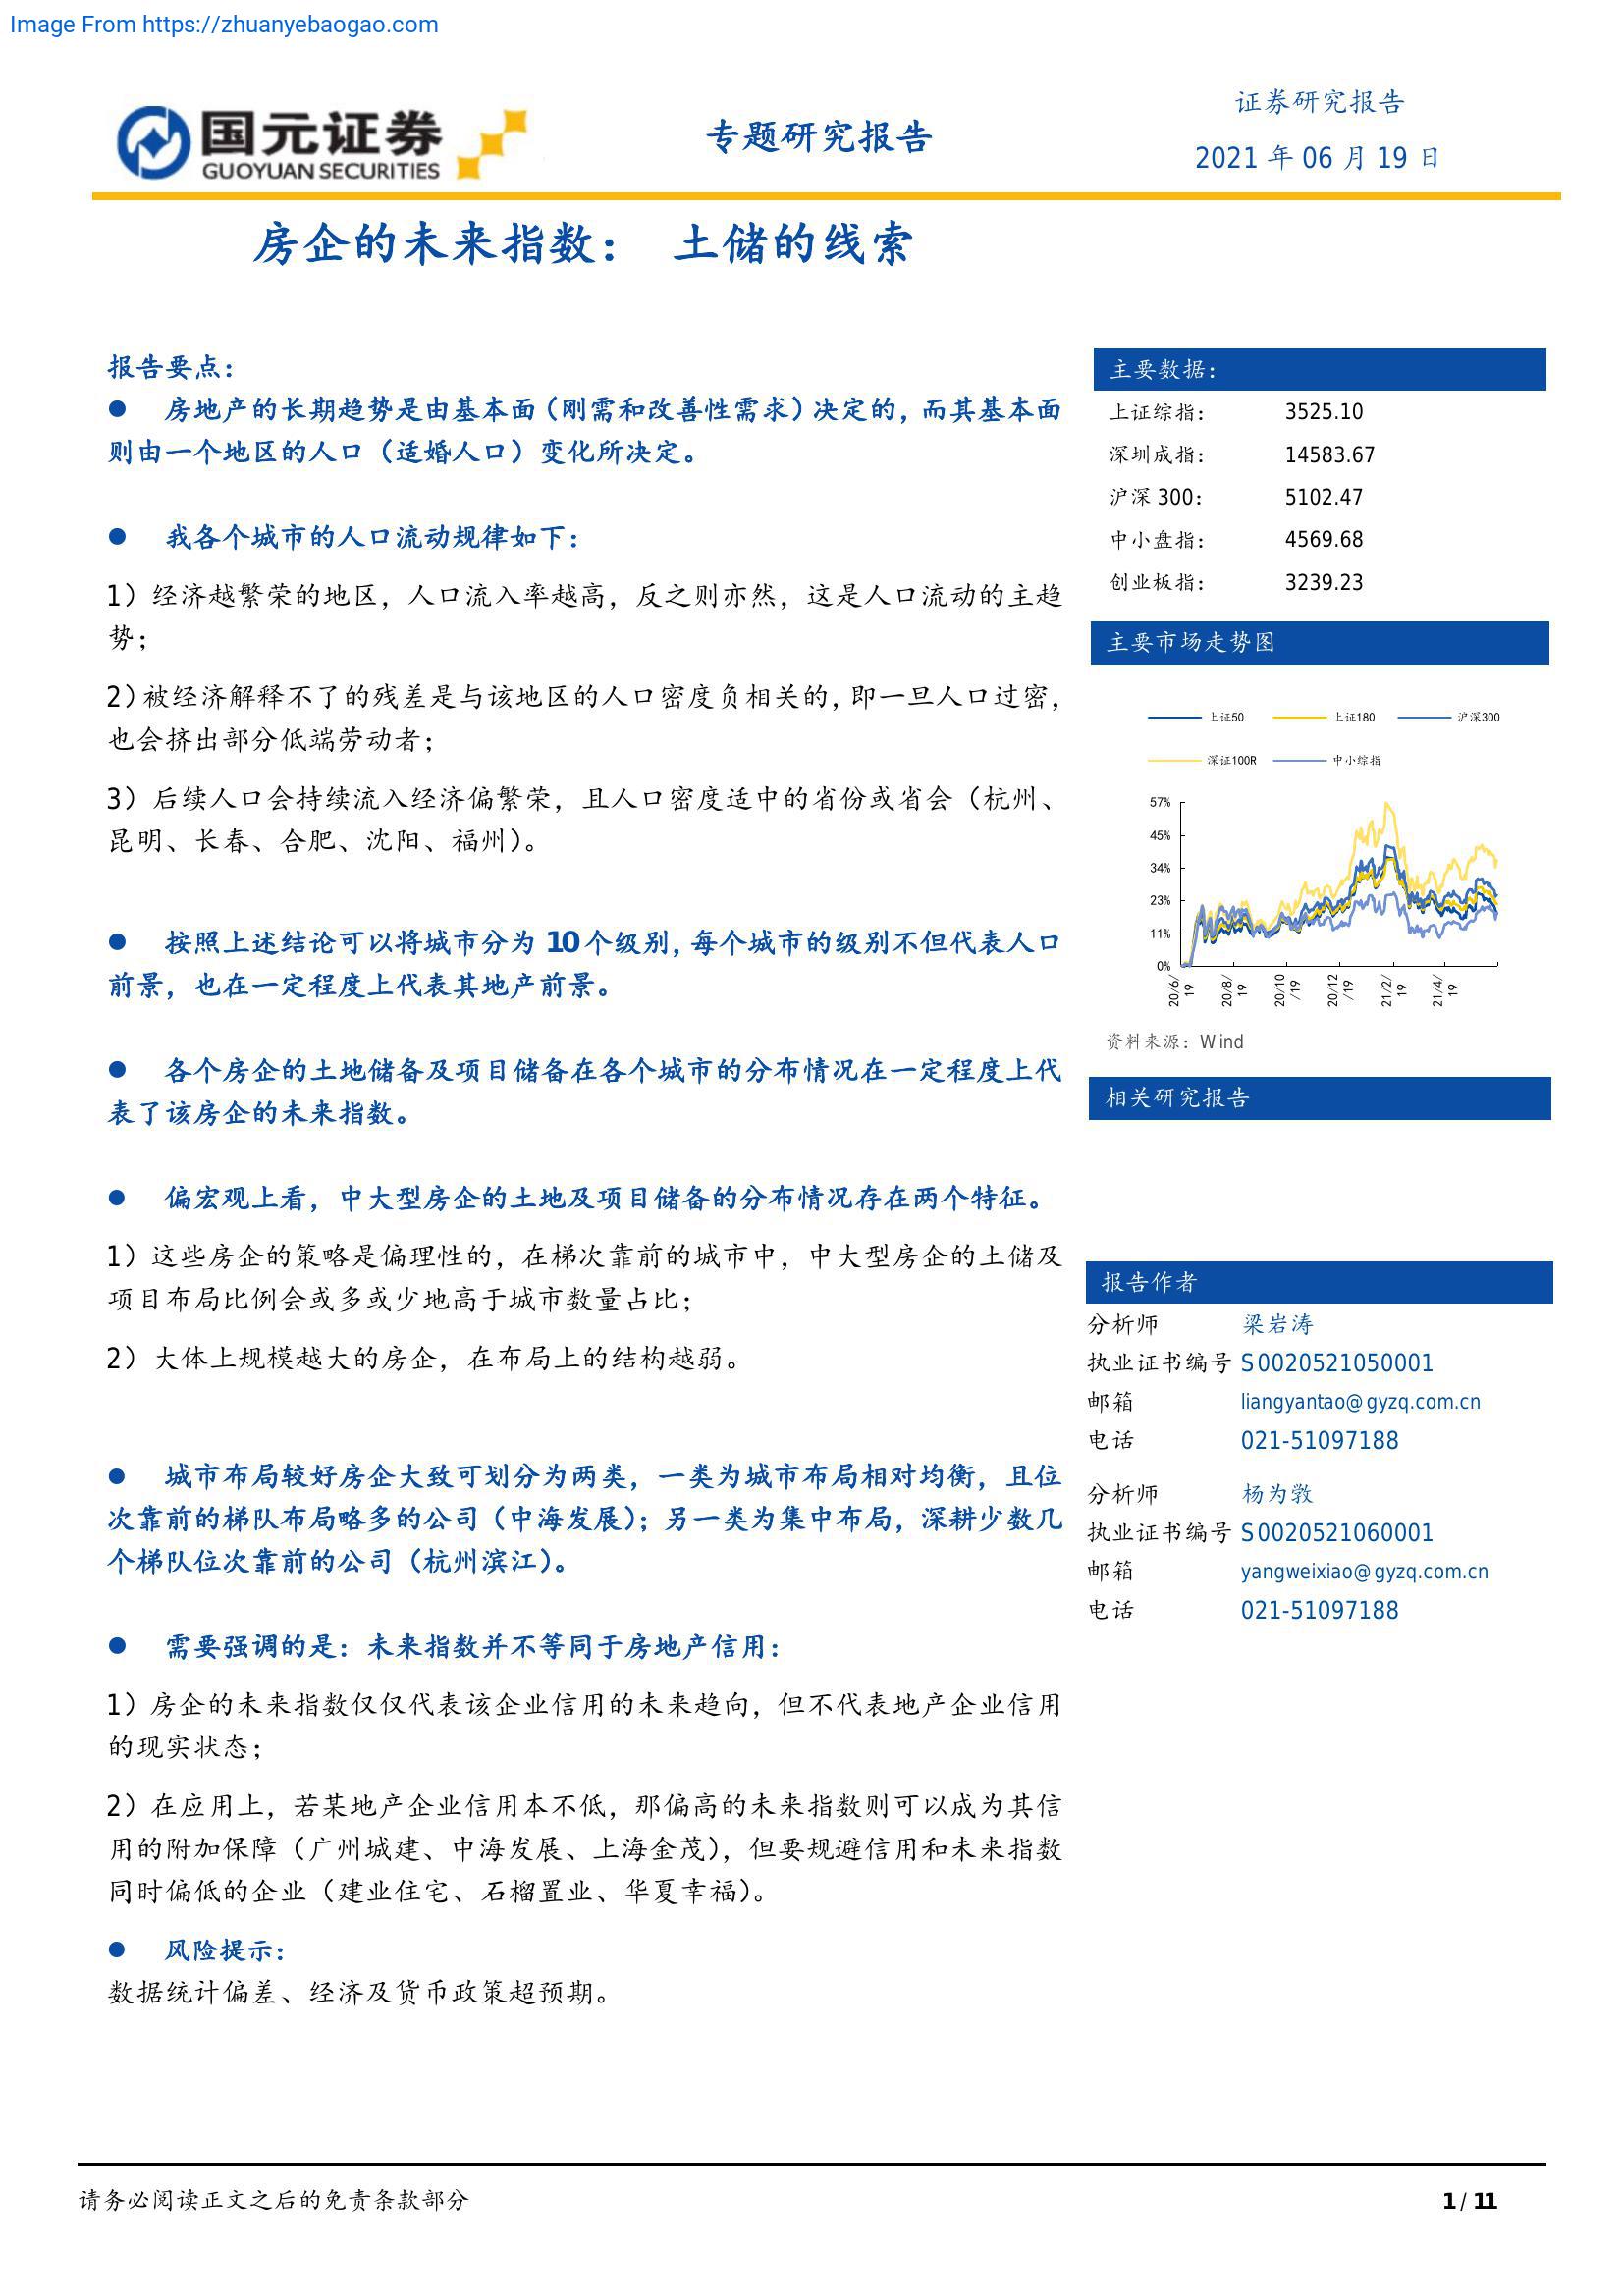 Image From https://zhuanyebaogao.com
国元证券
GUOYUAN SECURITIES
专题研究报告
证券研究报告
2021 年 06 月 19 日
房企的未来指数： 土储的线索
报告要点：
● 房地产的长期趋势是由基本面（刚需和改善性需求）决定的，而其基本面
则由一个地区的人口（适婚人口）变化所决定。
● 我各个城市的人口流动规律如下：
1）经济越繁荣的地区，人口流入率越高，反之则亦然，这是人口流动的主趋
势；
2）被经济解释不了的残差是与该地区的人口密度负相关的，即一旦人口过密，
也会挤出部分低端劳动者；
3）后续人口会持续流入经济偏繁荣，且人口密度适中的省份或省会（杭州、
昆明、长春、合肥、沈阳、福州）。
● 按照上述结论可以将城市分为 10 个级别，每个城市的级别不但代表人口
前景，也在一定程度上代表其地产前景。
● 各个房企的土地储备及项目储备在各个城市的分布情况在一定程度上代
表了该房企的未来指数。
● 偏宏观上看，中大型房企的土地及项目储备的分布情况存在两个特征。
1）这些房企的策略是偏理性的，在梯次靠前的城市中，中大型房企的土储及
项目布局比例会或多或少地高于城市数量占比；
2）大体上规模越大的房企，在布局上的结构越弱。
● 城市布局较好房企大致可划分为两类，一类为城市布局相对均衡，且位
次靠前的梯队布局略多的公司（中海发展）；另一类为集中布局，深耕少数几
个梯队位次靠前的公司（杭州滨江）。
● 需要强调的是：未来指数并不等同于房地产信用：
1）房企的未来指数仅仅代表该企业信用的未来趋向，但不代表地产企业信用
的现实状态；
2）在应用上，若某地产企业信用本不低，那偏高的未来指数则可以成为其信
用的附加保障（广州城建、中海发展、上海金茂），但要规避信用和未来指数
同时偏低的企业（建业住宅、石榴置业、华夏幸福）。
● 风险提示：
数据统计偏差、经济及货币政策超预期。
主要数据：
上证综指： 3525.10
深圳成指： 14583.67
沪深 300： 5102.47
中小盘指： 4569.68
创业板指： 3239.23
主要市场走势图
上证50 上证180 沪深300
深证100R 中小综指
57%
45%
34%
23%
11%
0%
20/6/19 20/8/19 20/10/19 20/12/19 21/2/19 21/4/19
资料来源：Wind
相关研究报告
报告作者
分析师 梁岩涛
执业证书编号 S0020521050001
邮箱 liangyantao@gyzq.com.cn
电话 021-51097188
分析师 杨为敩
执业证书编号 S0020521060001
邮箱 yangweixiao@gyzq.com.cn
电话 021-51097188
请务必阅读正文之后的免责条款部分
1 / 11